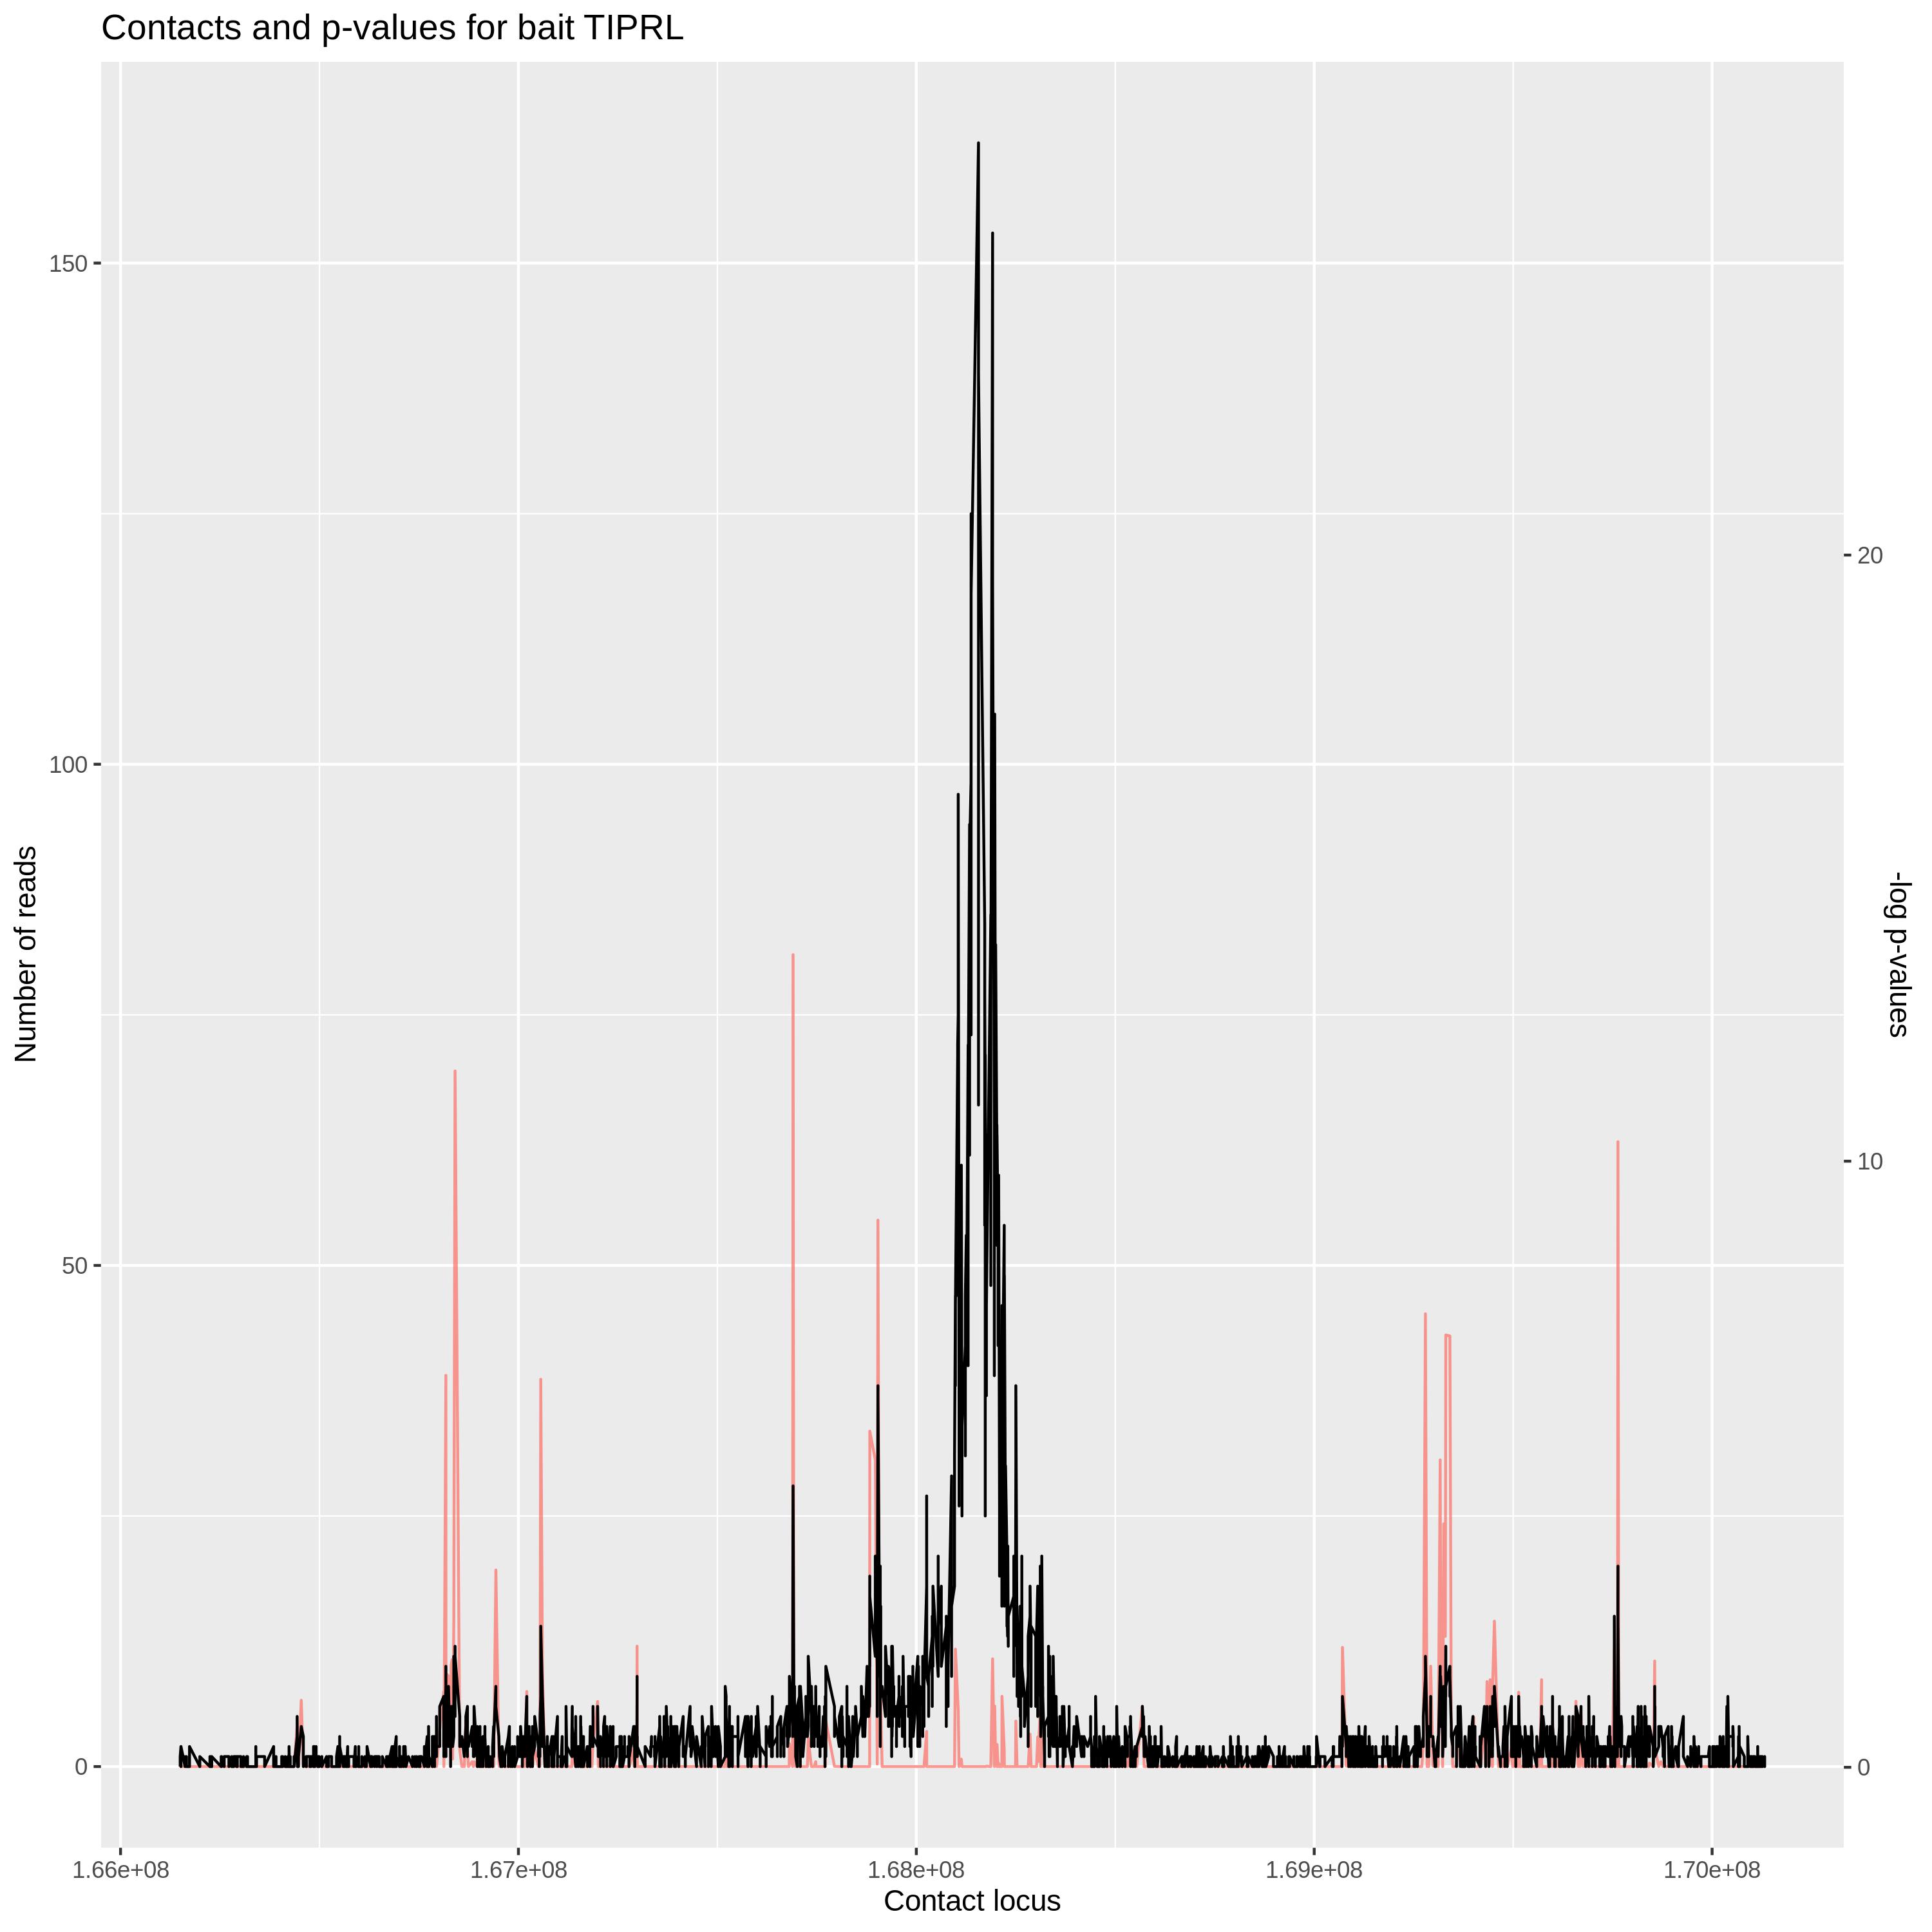 Contacts and p-values for bait TIPRL
150
100
50
0
Number of reads
20
10
0
-log p-values
1.66e+08
1.67e+08
1.68e+08
1.69e+08
1.70e+08
Contact locus